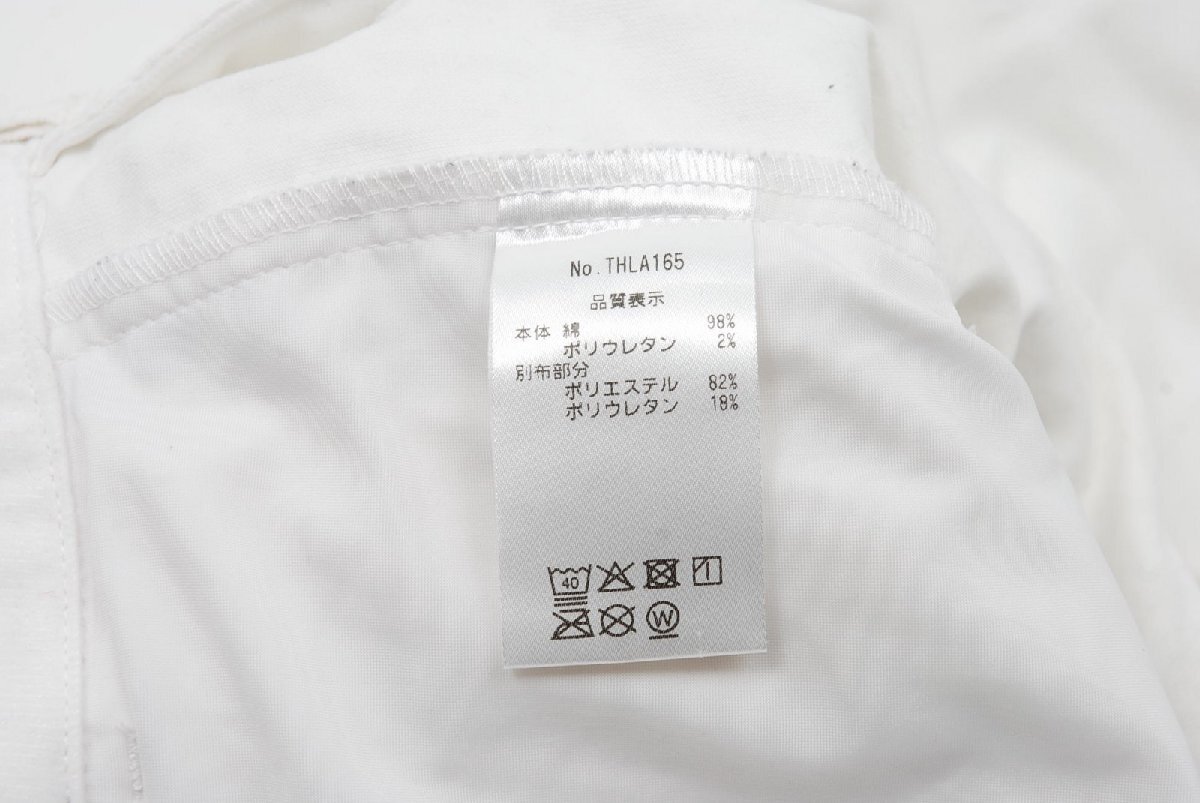 No.THLA165
品質表示
本体 綿 98%
ポリウレタン 2%
別布部分
ポリエステル 82%
ポリウレタン 18%
40
W